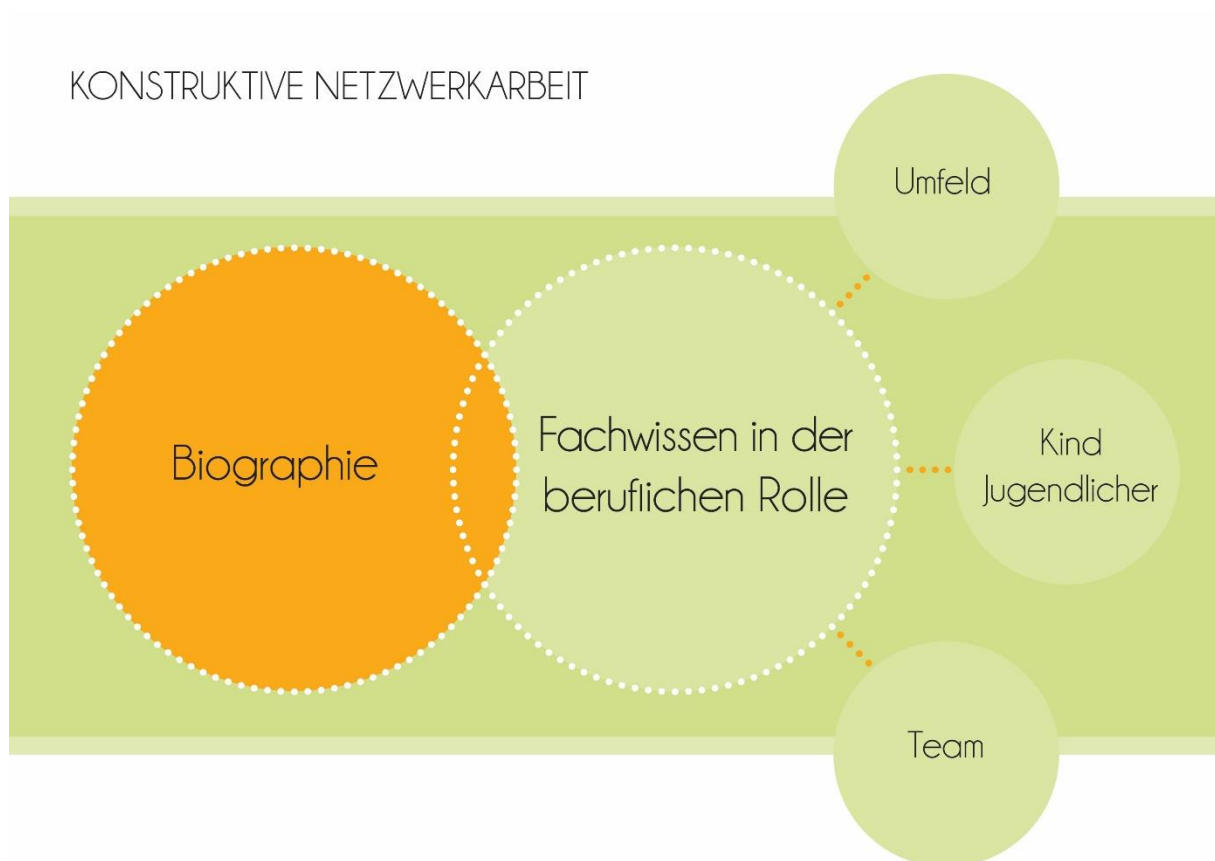 KONSTRUKTIVE NETZWERKARBEIT
Umfeld
Biographie
Fachwissen in der
beruflichen Rolle
Kind
Jugendlicher
Team